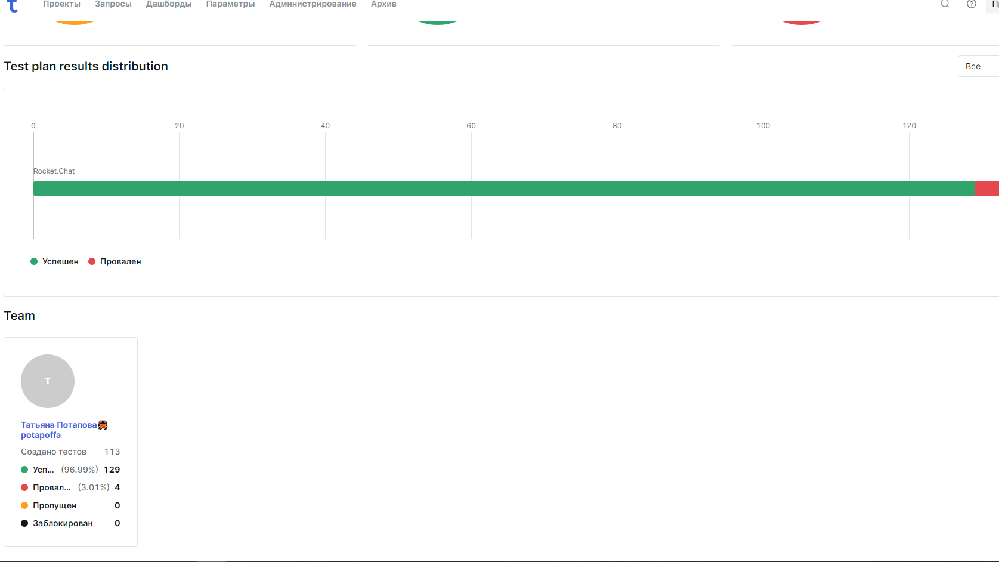 Проекты Запросы Дашборды Параметры Администрирование Архив
Test plan results distribution
Все
0 20 40 60 80 100 120
Rocket.Chat
Успешен Провален
Team
T
Татьяна Потапова
potapoffa
Создано тестов 113
Усп... (96.99%) 129
Провал... (3.01%) 4
Пропущен 0
Заблокирован 0